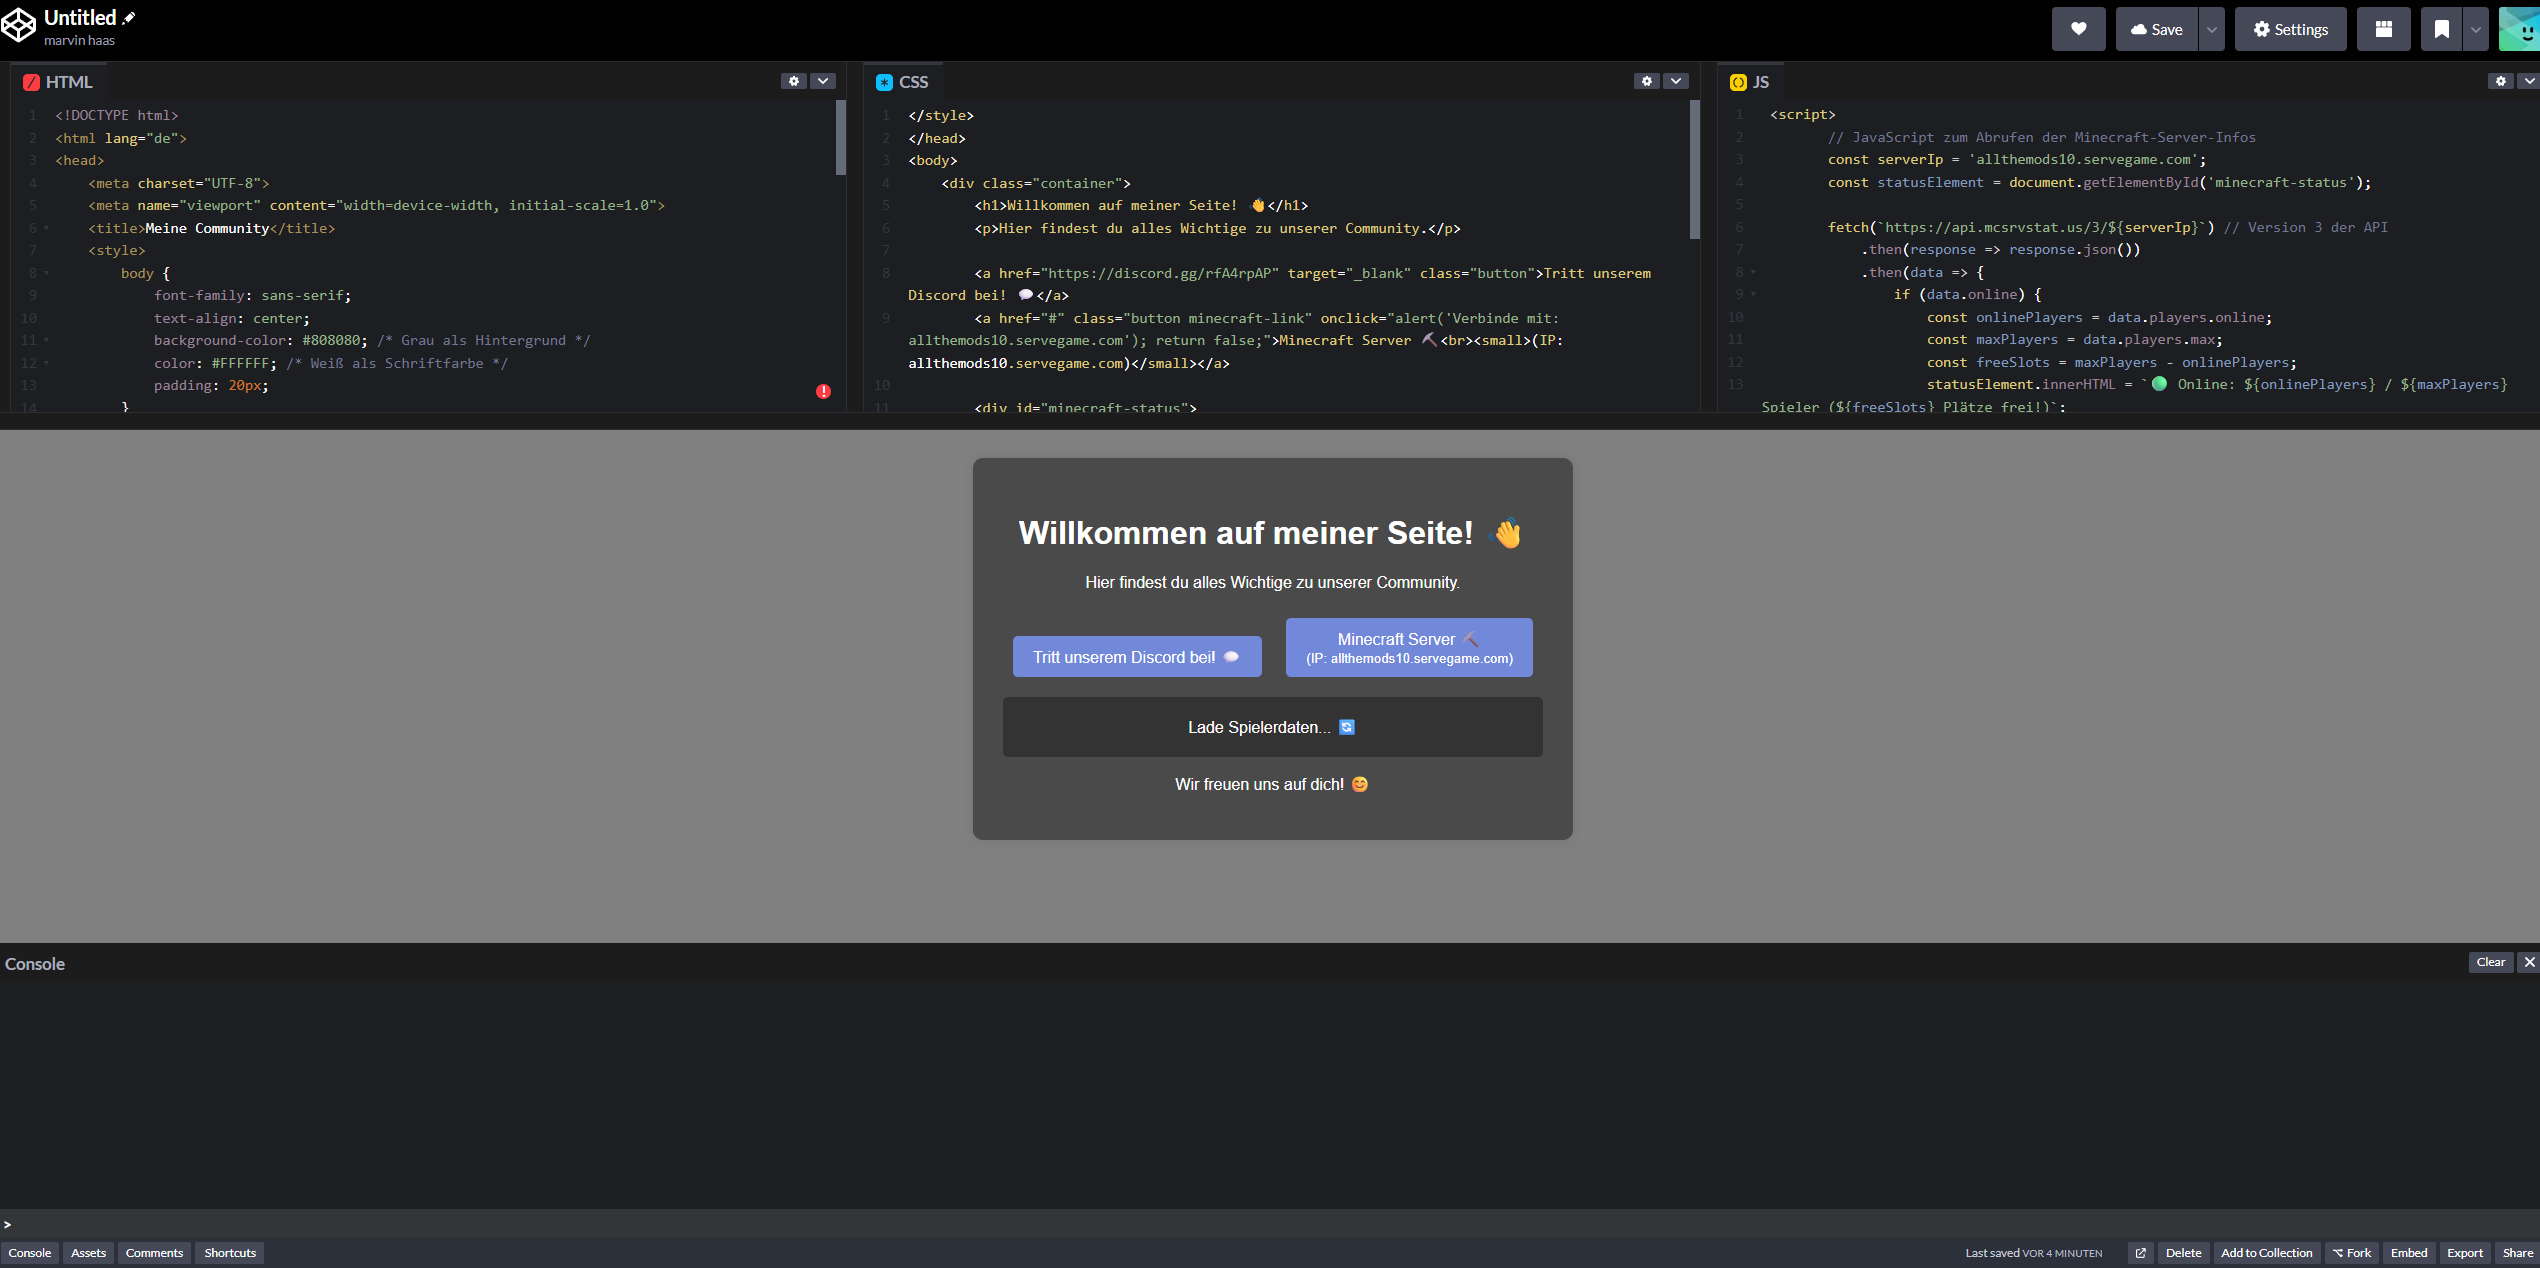 Untitled
marvin haas
Save
Settings
HTML
1 <!DOCTYPE html>
2 <html lang="de">
3 <head>
4 <meta charset="UTF-8">
5 <meta name="viewport" content="width=device-width, initial-scale=1.0">
6 <title>Meine Community</title>
7 <style>
8 body {
9 font-family: sans-serif;
10 text-align: center;
11 background-color: #808080; /* Grau als Hintergrund */
12 color: #FFFFFF; /* Weiß als Schriftfarbe */
13 padding: 20px;
14 }
CSS
1 </style>
2 </head>
3 <body>
4 <div class="container">
5 <h1>Willkommen auf meiner Seite! 👋</h1>
6 <p>Hier findest du alles Wichtige zu unserer Community.</p>
7
8 <a href="https://discord.gg/rfA4rpAP" target="_blank" class="button">Tritt unserem
Discord bei! 💬</a>
9 <a href="#" class="button minecraft-link" onclick="alert('Verbinde mit:
allthemods10.servegame.com'); return false;">Minecraft Server ⛏️<br><small>(IP:
allthemods10.servegame.com)</small></a>
10
11 <div id="minecraft-status">
JS
1 <script>
2 // JavaScript zum Abrufen der Minecraft-Server-Infos
3 const serverIp = 'allthemods10.servegame.com';
4 const statusElement = document.getElementById('minecraft-status');
5
6 fetch(`https://api.mcsrvstat.us/3/${serverIp}`) // Version 3 der API
7 .then(response => response.json())
8 .then(data => {
9 if (data.online) {
10 const onlinePlayers = data.players.online;
11 const maxPlayers = data.players.max;
12 const freeSlots = maxPlayers - onlinePlayers;
13 statusElement.innerHTML = `🟢 Online: ${onlinePlayers} / ${maxPlayers}
Spieler (${freeSlots} Plätze frei!)`;
Willkommen auf meiner Seite! 👋
Hier findest du alles Wichtige zu unserer Community.
Tritt unserem Discord bei! 💬
Minecraft Server ⛏️
(IP: allthemods10.servegame.com)
Lade Spielerdaten... 🔄
Wir freuen uns auf dich! 😊
Console
Clear
>
Console Assets Comments Shortcuts
Last saved VOR 4 MINUTEN
Delete Add to Collection Fork Embed Export Share